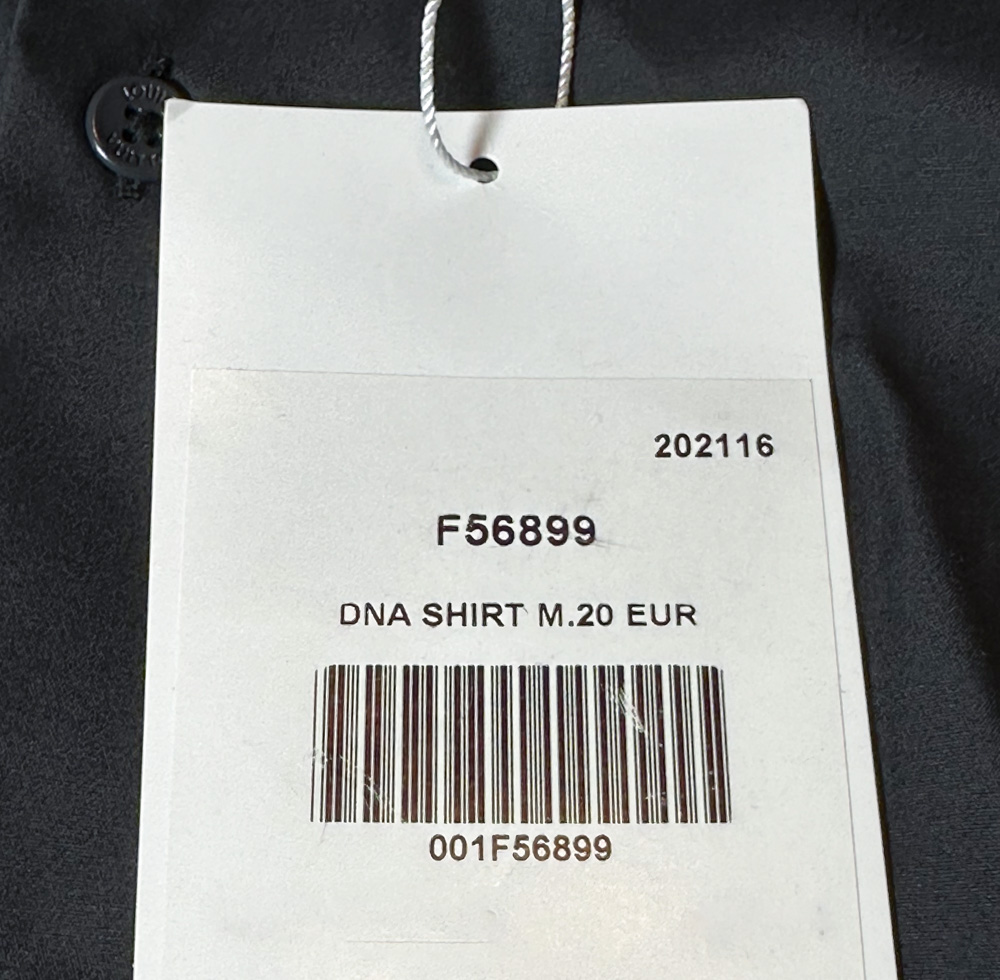 202116
F56899
DNA SHIRT M.20 EUR
001F56899